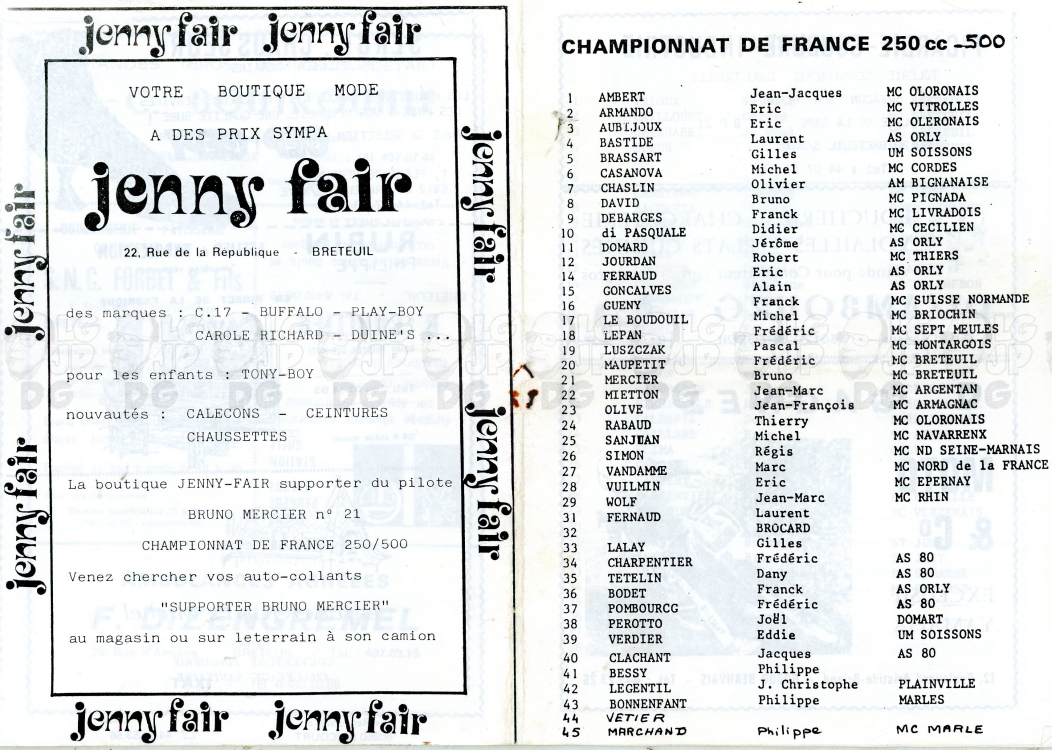 jenny fair jenny fair
VOTRE BOUTIQUE MODE
A DES PRIX SYMPA
jenny fair
22, Rue de la République - BRETEUIL
des marques : C.17 - BUFFALO - PLAY-BOY
CAROLE RICHARD - DUINE'S ...
pour les enfants : TONY-BOY
nouvautés : CALECONS - CEINTURES
CHAUSSETTES
La boutique JENNY-FAIR supporter du pilote
BRUNO MERCIER n° 21
CHAMPIONNAT DE FRANCE 250/500
Venez chercher vos auto-collants
"SUPPORTER BRUNO MERCIER"
au magasin ou sur leterrain à son camion
jenny fair
jenny fair
jenny fair
jenny fair
jenny fair jenny fair
CHAMPIONNAT DE FRANCE 250 cc -500
1 AMBERT Jean-Jacques MC OLORONAIS
2 ARMANDO Eric MC VITROLLES
3 AUBIJOUX Eric MC OLERONAIS
4 BASTIDE Laurent AS ORLY
5 BRASSART Gilles UM SOISSONS
6 CASANOVA Michel MC CORDES
7 CHASLIN Olivier AM BIGNANAISE
8 DAVID Bruno MC PIGNADA
9 DEBARGES Franck MC LIVRADOIS
10 di PASQUALE Didier MC CECILIEN
11 DOMARD Jérôme AS ORLY
12 JOURDAN Robert MC THIERS
14 FERRAUD Eric AS ORLY
15 GONCALVES Alain AS ORLY
16 GUENY Franck MC SUISSE NORMANDE
17 LE BOUDOUIL Michel MC BRIOCHIN
18 LEPAN Frédéric MC SEPT MEULES
19 LUSZCZAK Pascal MC MONTARGOIS
20 MAUPETIT Frédéric MC BRETEUIL
21 MERCIER Bruno MC BRETEUIL
22 MIETTON Jean-Marc MC ARGENTAN
23 OLIVE Jean-François MC ARMAGNAC
24 RABAUD Thierry MC OLORONAIS
25 SANJUAN Michel MC NAVARRENX
26 SIMON Régis MC ND SEINE-MARNAIS
27 VANDAMME Marc MC NORD de la FRANCE
28 VUILMIN Eric MC EPERNAY
29 WOLF Jean-Marc MC RHIN
31 FERNAUD Laurent
32 BROCARD
33 LALAY Gilles
34 CHARPENTIER Frédéric AS 80
35 TETELIN Dany AS 80
36 BODET Franck AS ORLY
37 POMBOURCG Frédéric AS 80
38 PEROTTO Joël DOMART
39 VERDIER Eddie UM SOISSONS
40 CLACHANT Jacques AS 80
41 BESSY Philippe
42 LEGENTIL J. Christophe PLAINVILLE
43 BONNENFANT Philippe MARLES
44 VETIER
45 MARCHAND Philippe MC MARLE